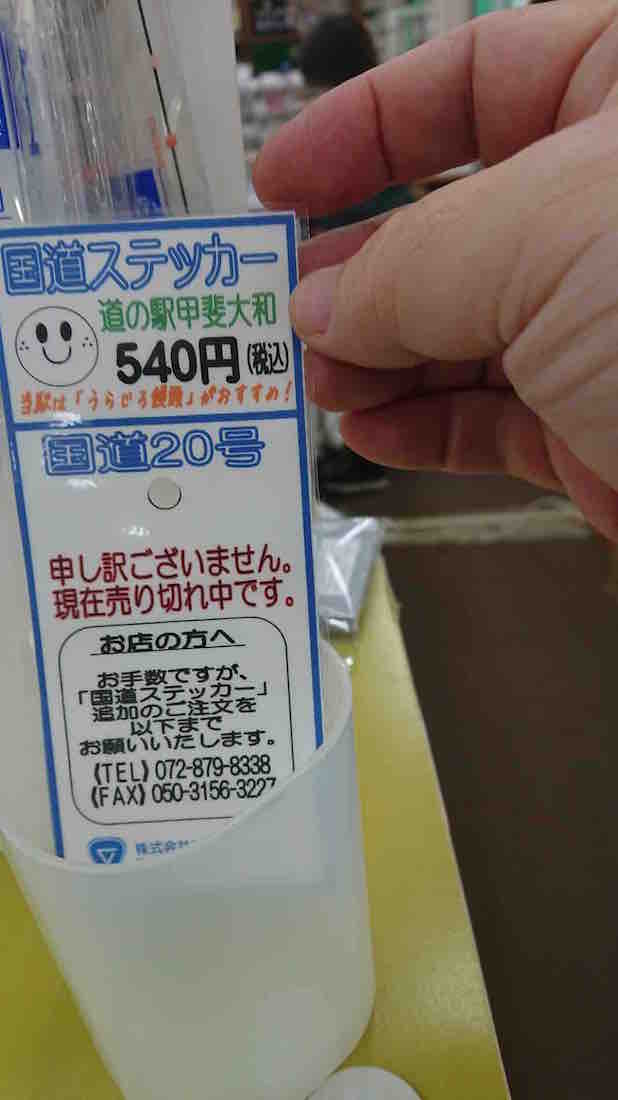 国道ステッカー
道の駅甲斐大和
540円(税込)
当駅は「うらじろ饅頭」がおすすめ!
国道20号
申し訳ございません。
現在売り切れ中です。
お店の方へ
お手数ですが、
「国道ステッカー」
追加のご注文を
以下まで
お願いいたします。
(TEL) 072-879-8338
(FAX) 050-3156-3227
株式会社